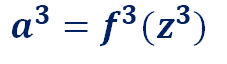 a³ = f³(z³)